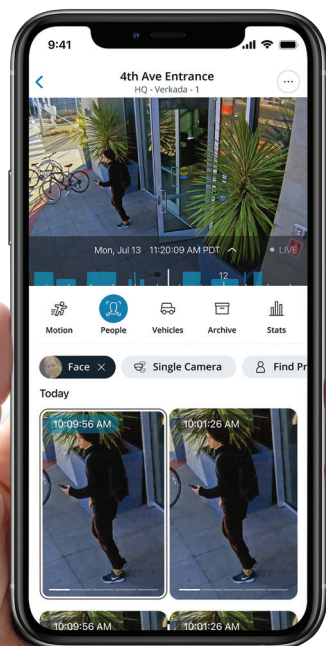 9:41
4th Ave Entrance
HQ - Verkada - 1
Mon, Jul 13 11:20:09 AM PDT
LIVE
12
Motion
People
Vehicles
Archive
Stats
Face
Single Camera
Find Pr
Today
10:09:56 AM
10:01:26 AM
10:09:56 AM
10:01:26 AM